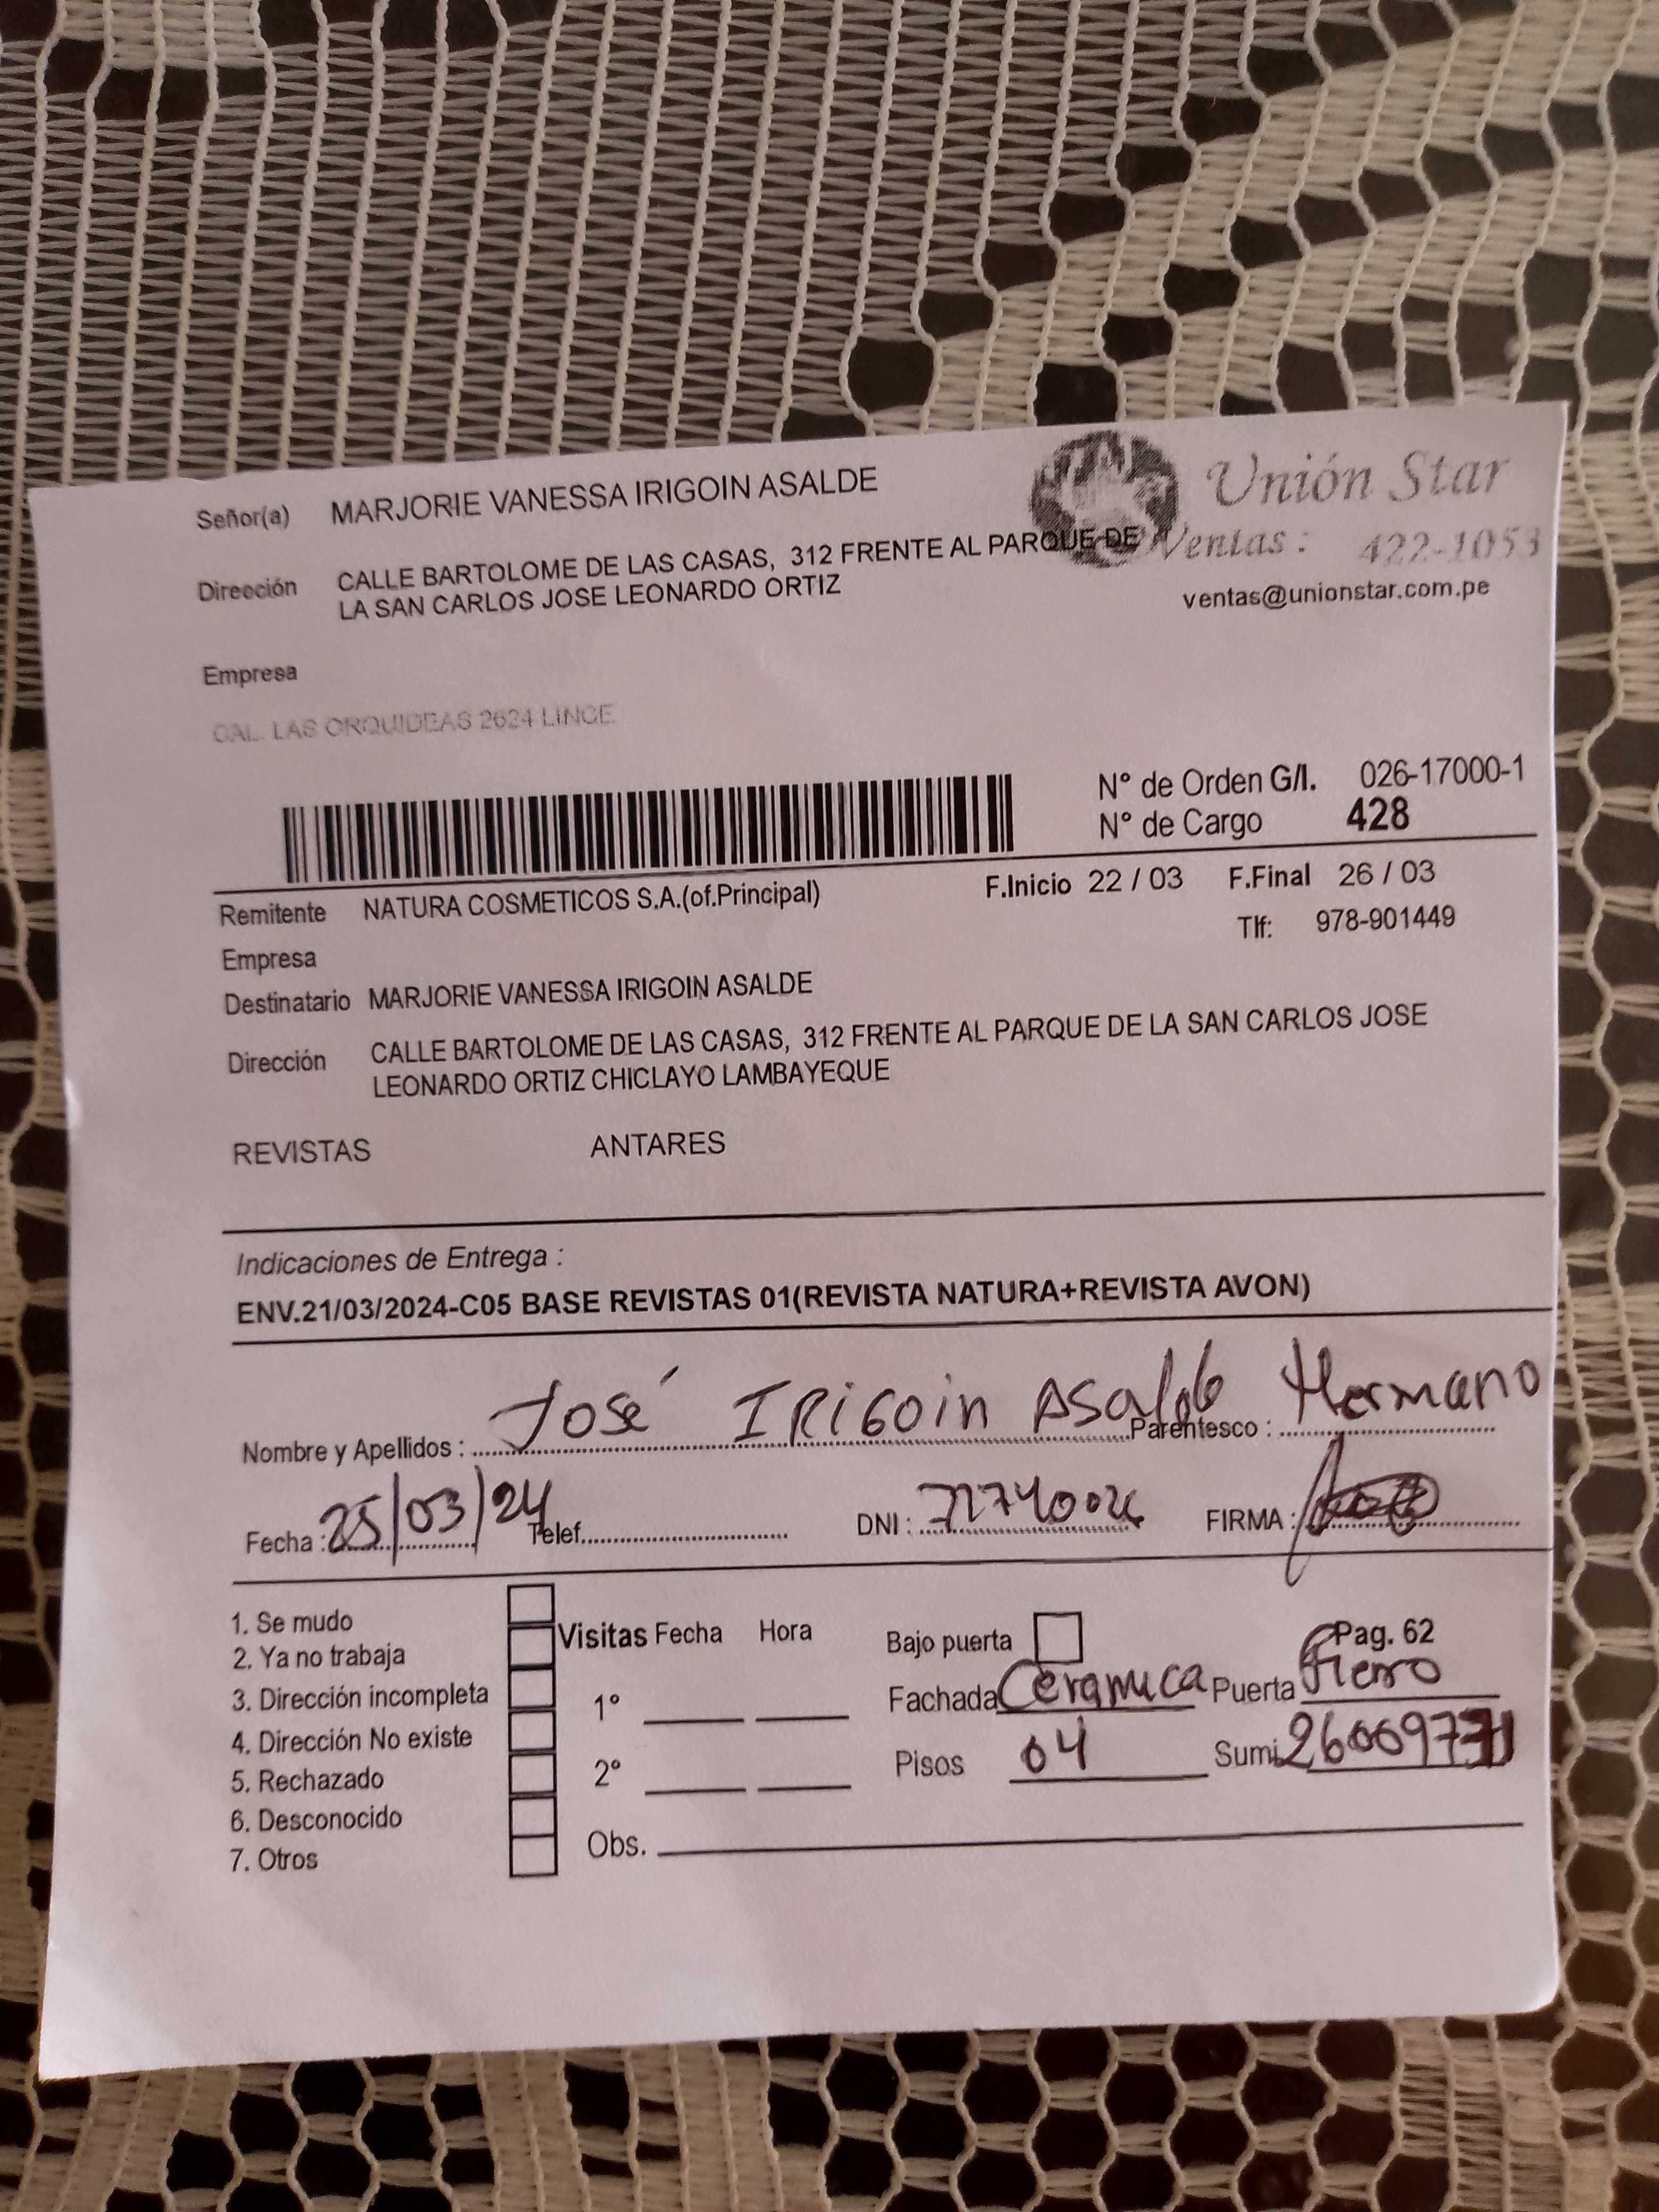 Señor(a) MARJORIE VANESSA IRIGOIN ASALDE
Unión Star
Dirección CALLE BARTOLOME DE LAS CASAS, 312 FRENTE AL PARQUE DE
LA SAN CARLOS JOSE LEONARDO ORTIZ
Ventas : 422-1053
ventas@unionstar.com.pe
Empresa
CAL. LAS ORQUIDEAS 2624 LINCE
N° de Orden G/I. 026-17000-1
N° de Cargo 428
Remitente NATURA COSMETICOS S.A.(of.Principal) F.Inicio 22 / 03 F.Final 26 / 03
Empresa Tlf: 978-901449
Destinatario MARJORIE VANESSA IRIGOIN ASALDE
Dirección CALLE BARTOLOME DE LAS CASAS, 312 FRENTE AL PARQUE DE LA SAN CARLOS JOSE
LEONARDO ORTIZ CHICLAYO LAMBAYEQUE
REVISTAS ANTARES
Indicaciones de Entrega :
ENV.21/03/2024-C05 BASE REVISTAS 01(REVISTA NATURA+REVISTA AVON)
Nombre y Apellidos : José IRIGoin ASalde Parentesco : Hermano
Fecha : 25/03/24 Telef. DNI : FIRMA :
1. Se mudo
2. Ya no trabaja
3. Dirección incompleta
4. Dirección No existe
5. Rechazado
6. Desconocido
7. Otros
Visitas Fecha Hora
1°
2°
Obs.
Bajo puerta Pag. 62
Fachada Ceramica Puerta Fierro
Pisos 04 Sumi